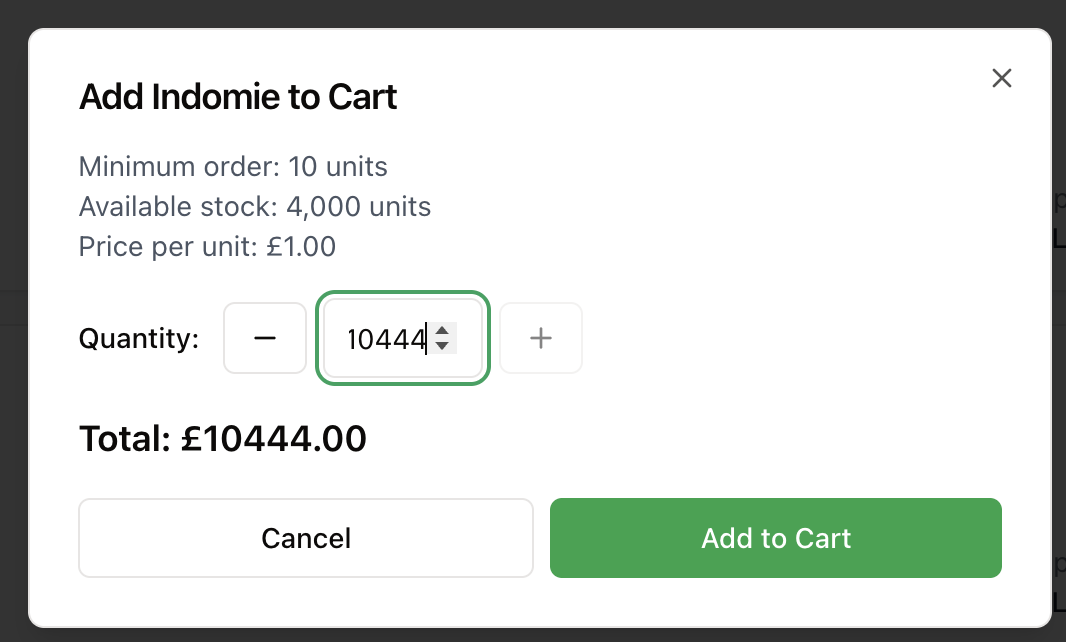 Add Indomie to Cart
Minimum order: 10 units
Available stock: 4,000 units
Price per unit: £1.00
Quantity: − 10444 +
Total: £10444.00
Cancel Add to Cart